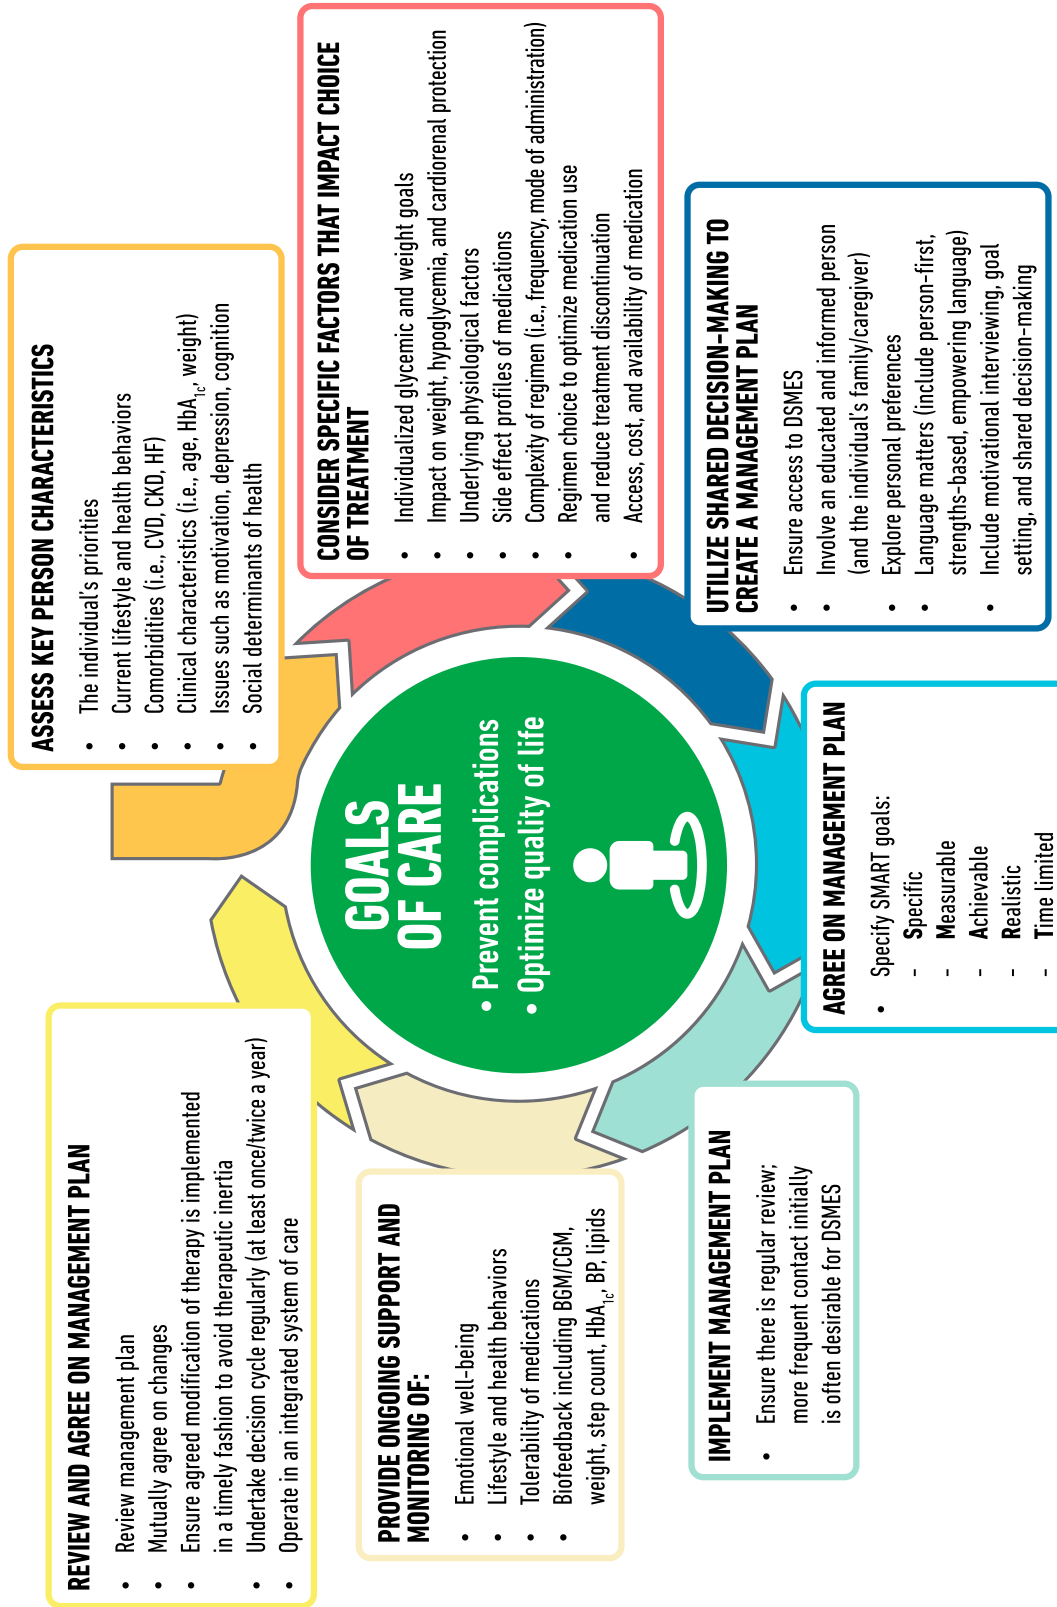 REVIEW AND AGREE ON MANAGEMENT PLAN
• Review management plan
• Mutually agree on changes
• Ensure agreed modification of therapy is implemented
in a timely fashion to avoid therapeutic inertia
• Undertake decision cycle regularly (at least once/twice a year)
• Operate in an integrated system of care
ASSESS KEY PERSON CHARACTERISTICS
• The individual's priorities
• Current lifestyle and health behaviors
• Comorbidities (i.e., CVD, CKD, HF)
• Clinical characteristics (i.e., age, HbA1c, weight)
• Issues such as motivation, depression, cognition
• Social determinants of health
CONSIDER SPECIFIC FACTORS THAT IMPACT CHOICE
OF TREATMENT
• Individualized glycemic and weight goals
• Impact on weight, hypoglycemia, and cardiorenal protection
• Underlying physiological factors
• Side effect profiles of medications
• Complexity of regimen (i.e., frequency, mode of administration)
• Regimen choice to optimize medication use
and reduce treatment discontinuation
• Access, cost, and availability of medication
UTILIZE SHARED DECISION-MAKING TO
CREATE A MANAGEMENT PLAN
• Ensure access to DSMES
• Involve an educated and informed person
(and the individual's family/caregiver)
• Explore personal preferences
• Language matters (include person-first,
strengths-based, empowering language)
• Include motivational interviewing, goal
setting, and shared decision-making
AGREE ON MANAGEMENT PLAN
• Specify SMART goals:
- Specific
- Measurable
- Achievable
- Realistic
- Time limited
IMPLEMENT MANAGEMENT PLAN
• Ensure there is regular review;
more frequent contact initially
is often desirable for DSMES
PROVIDE ONGOING SUPPORT AND
MONITORING OF:
• Emotional well-being
• Lifestyle and health behaviors
• Tolerability of medications
• Biofeedback including BGM/CGM,
weight, step count, HbA1c, BP, lipids
GOALS
OF CARE
• Prevent complications
• Optimize quality of life